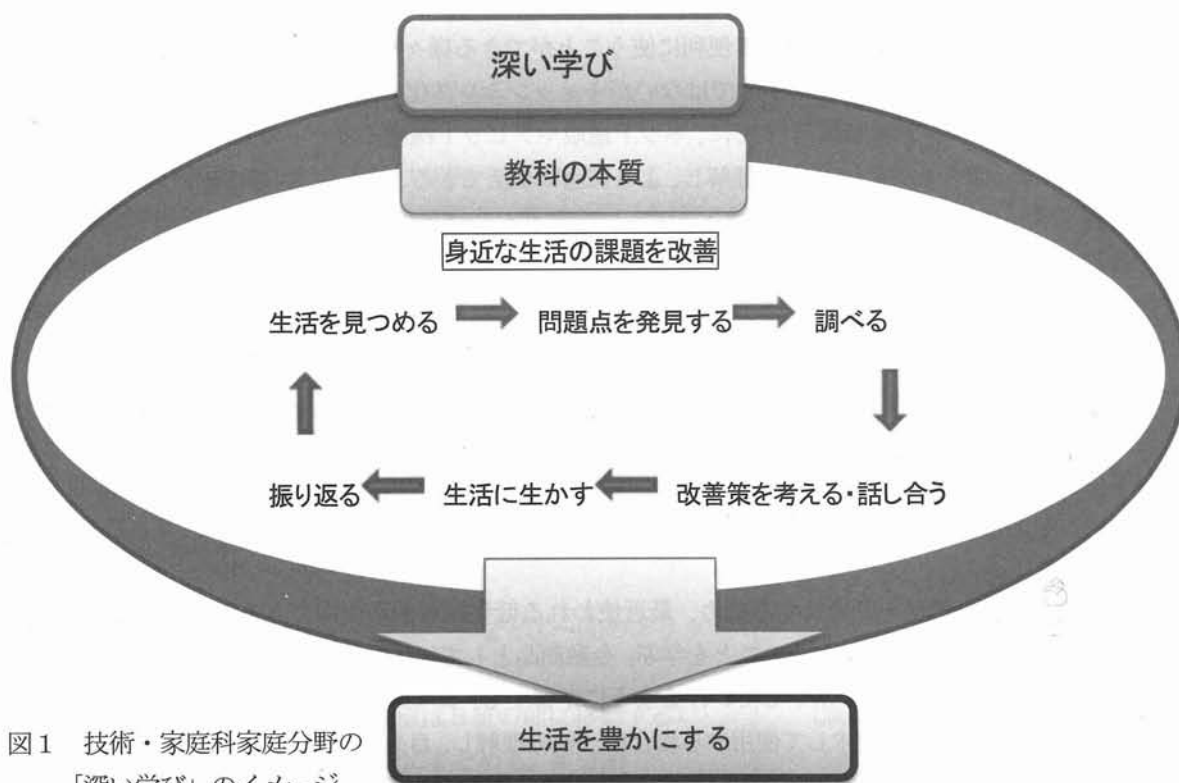 深い学び
教科の本質
身近な生活の課題を改善
生活を見つめる 問題点を発見する 調べる
振り返る 生活に生かす 改善策を考える・話し合う
生活を豊かにする
図1 技術・家庭科家庭分野の
「深い学び」のイメージ